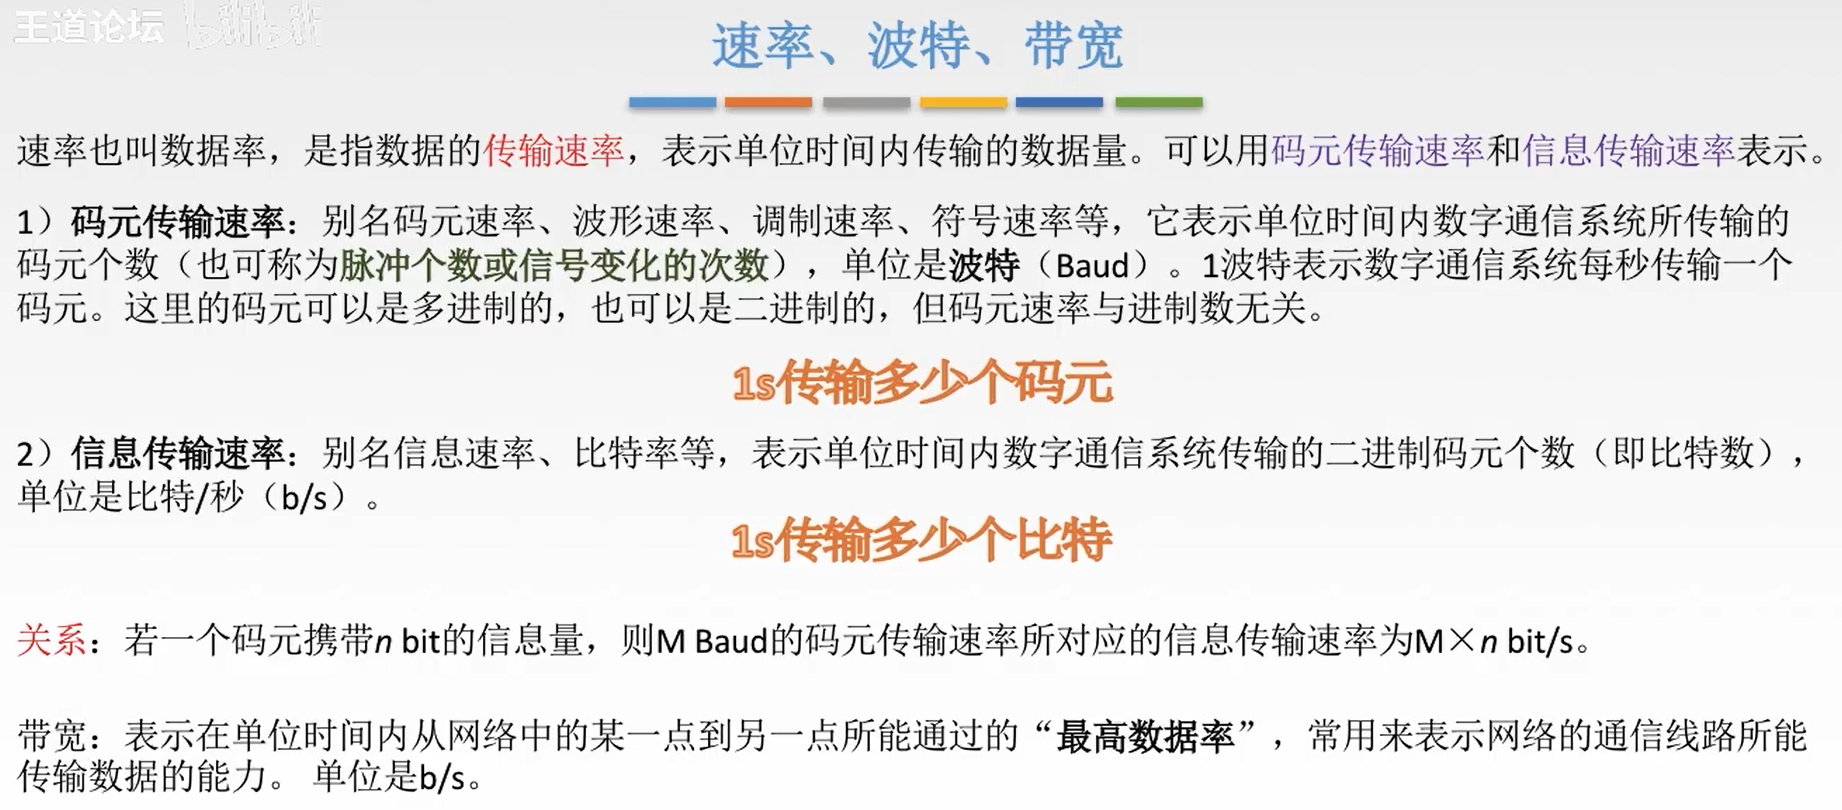 王道论坛 bilibili
速率、波特、带宽
速率也叫数据率，是指数据的传输速率，表示单位时间内传输的数据量。可以用码元传输速率和信息传输速率表示。
1）码元传输速率：别名码元速率、波形速率、调制速率、符号速率等，它表示单位时间内数字通信系统所传输的
码元个数（也可称为脉冲个数或信号变化的次数），单位是波特（Baud）。1波特表示数字通信系统每秒传输一个
码元。这里的码元可以是多进制的，也可以是二进制的，但码元速率与进制数无关。
1s传输多少个码元
2）信息传输速率：别名信息速率、比特率等，表示单位时间内数字通信系统传输的二进制码元个数（即比特数），
单位是比特/秒（b/s）。
1s传输多少个比特
关系：若一个码元携带n bit的信息量，则M Baud的码元传输速率所对应的信息传输速率为M×n bit/s。
带宽：表示在单位时间内从网络中的某一点到另一点所能通过的“最高数据率”，常用来表示网络的通信线路所能
传输数据的能力。 单位是b/s。